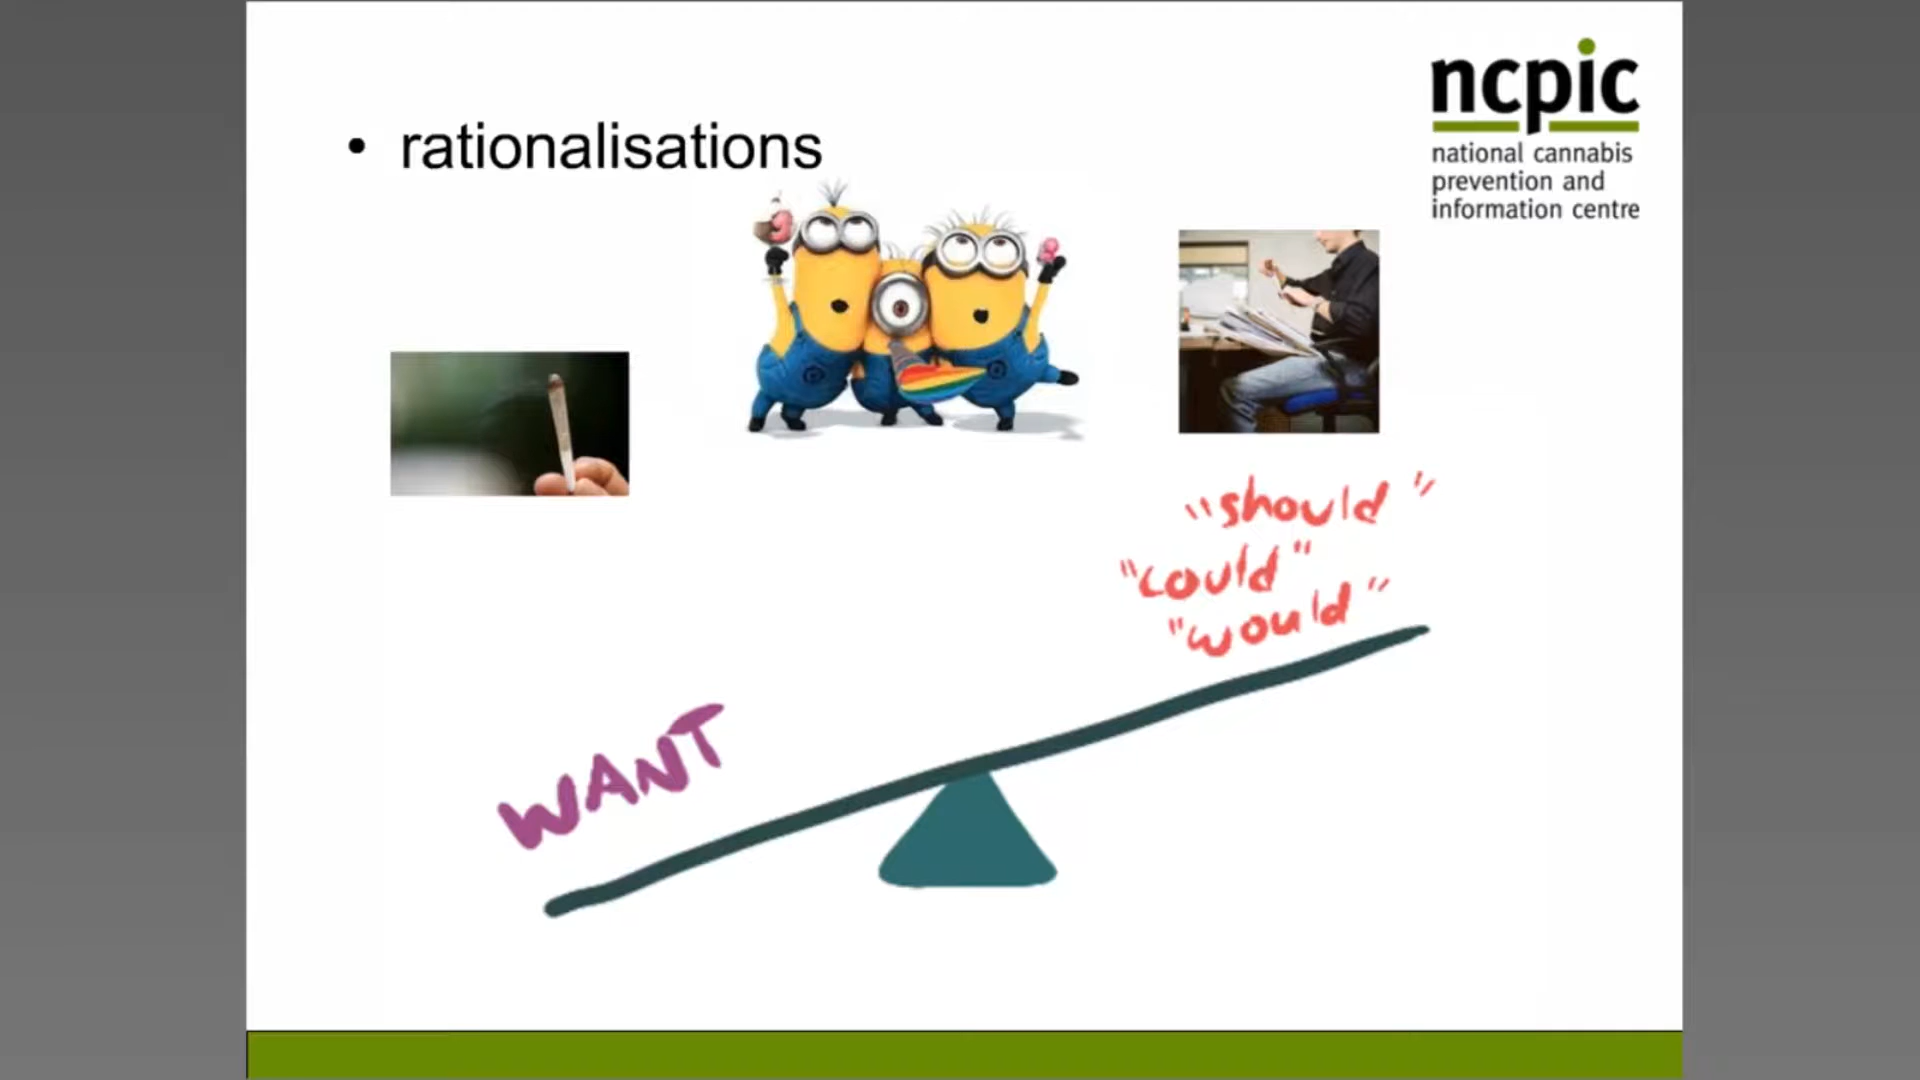 ncpic
national cannabis
prevention and
information centre
• rationalisations
"should"
"could"
"would"
WANT